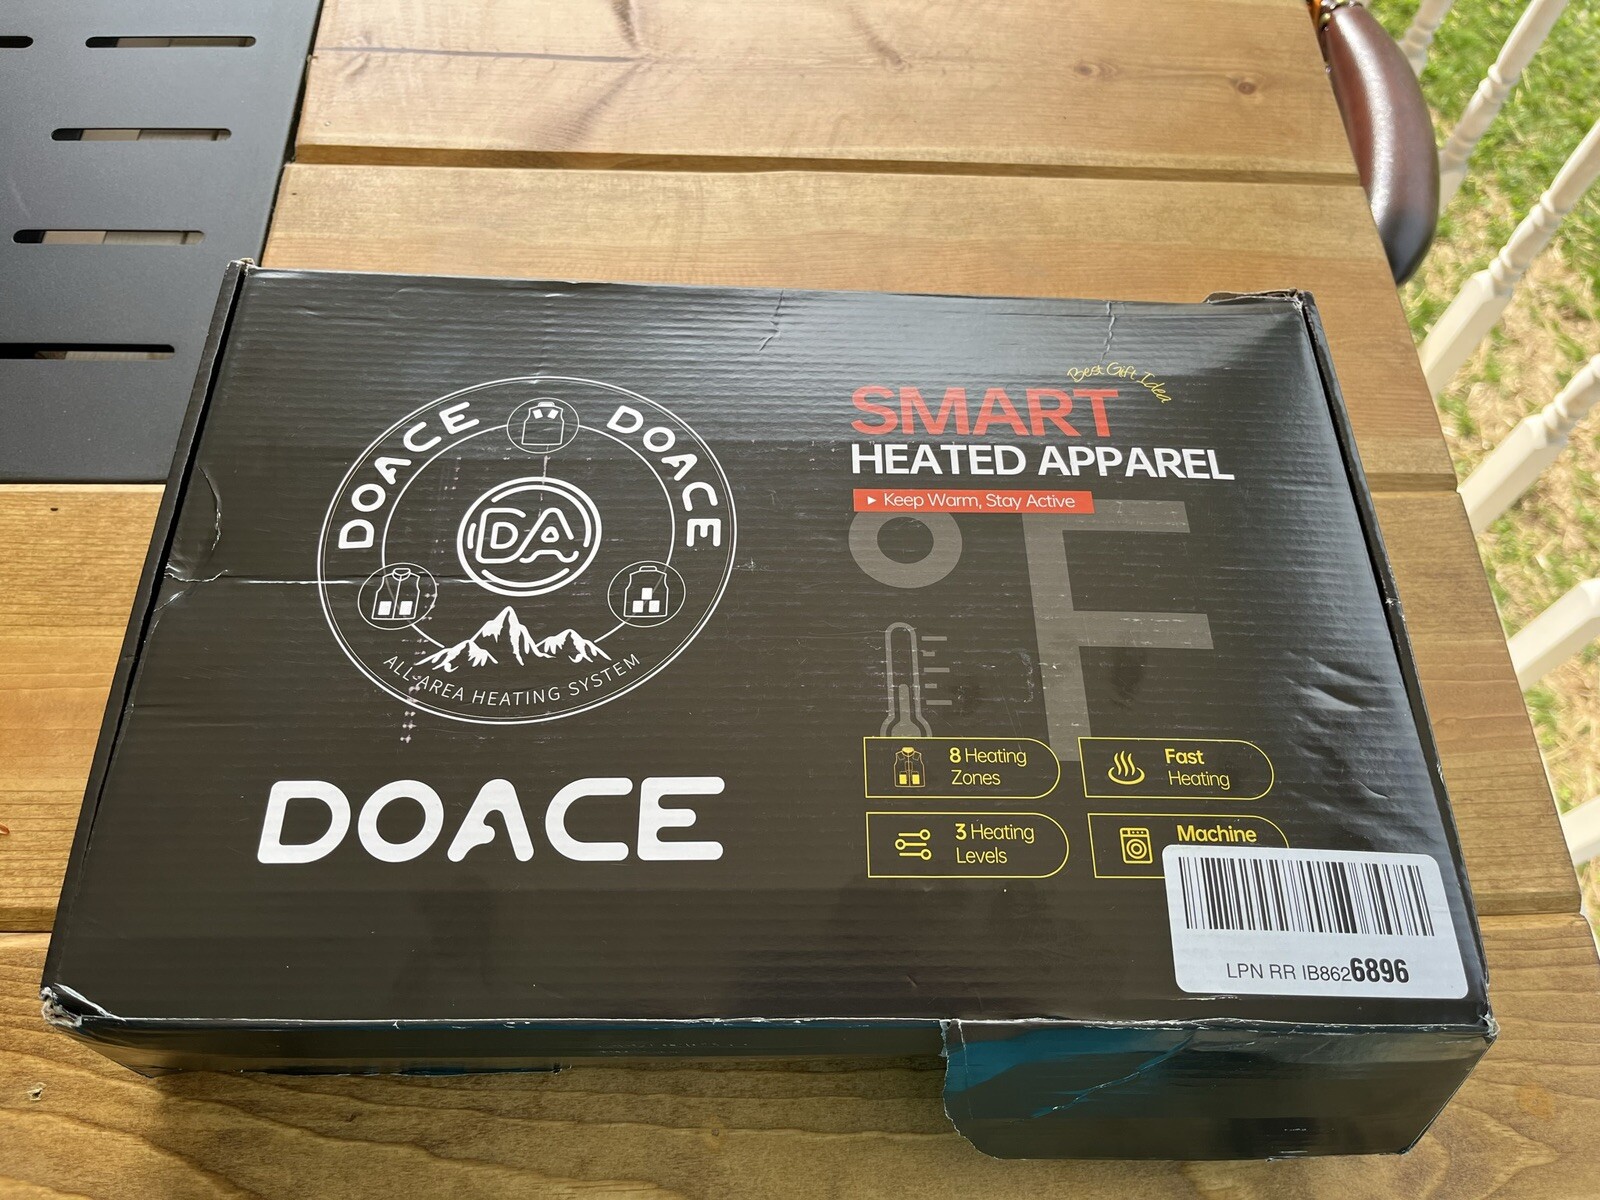 DOACE DOACE
DA
ALL-AREA HEATING SYSTEM
DOACE
Best Gift Idea
SMART
HEATED APPAREL
Keep Warm, Stay Active
°F
8 Heating
Zones
Fast
Heating
3 Heating
Levels
Machine
LPN RR IB8626896